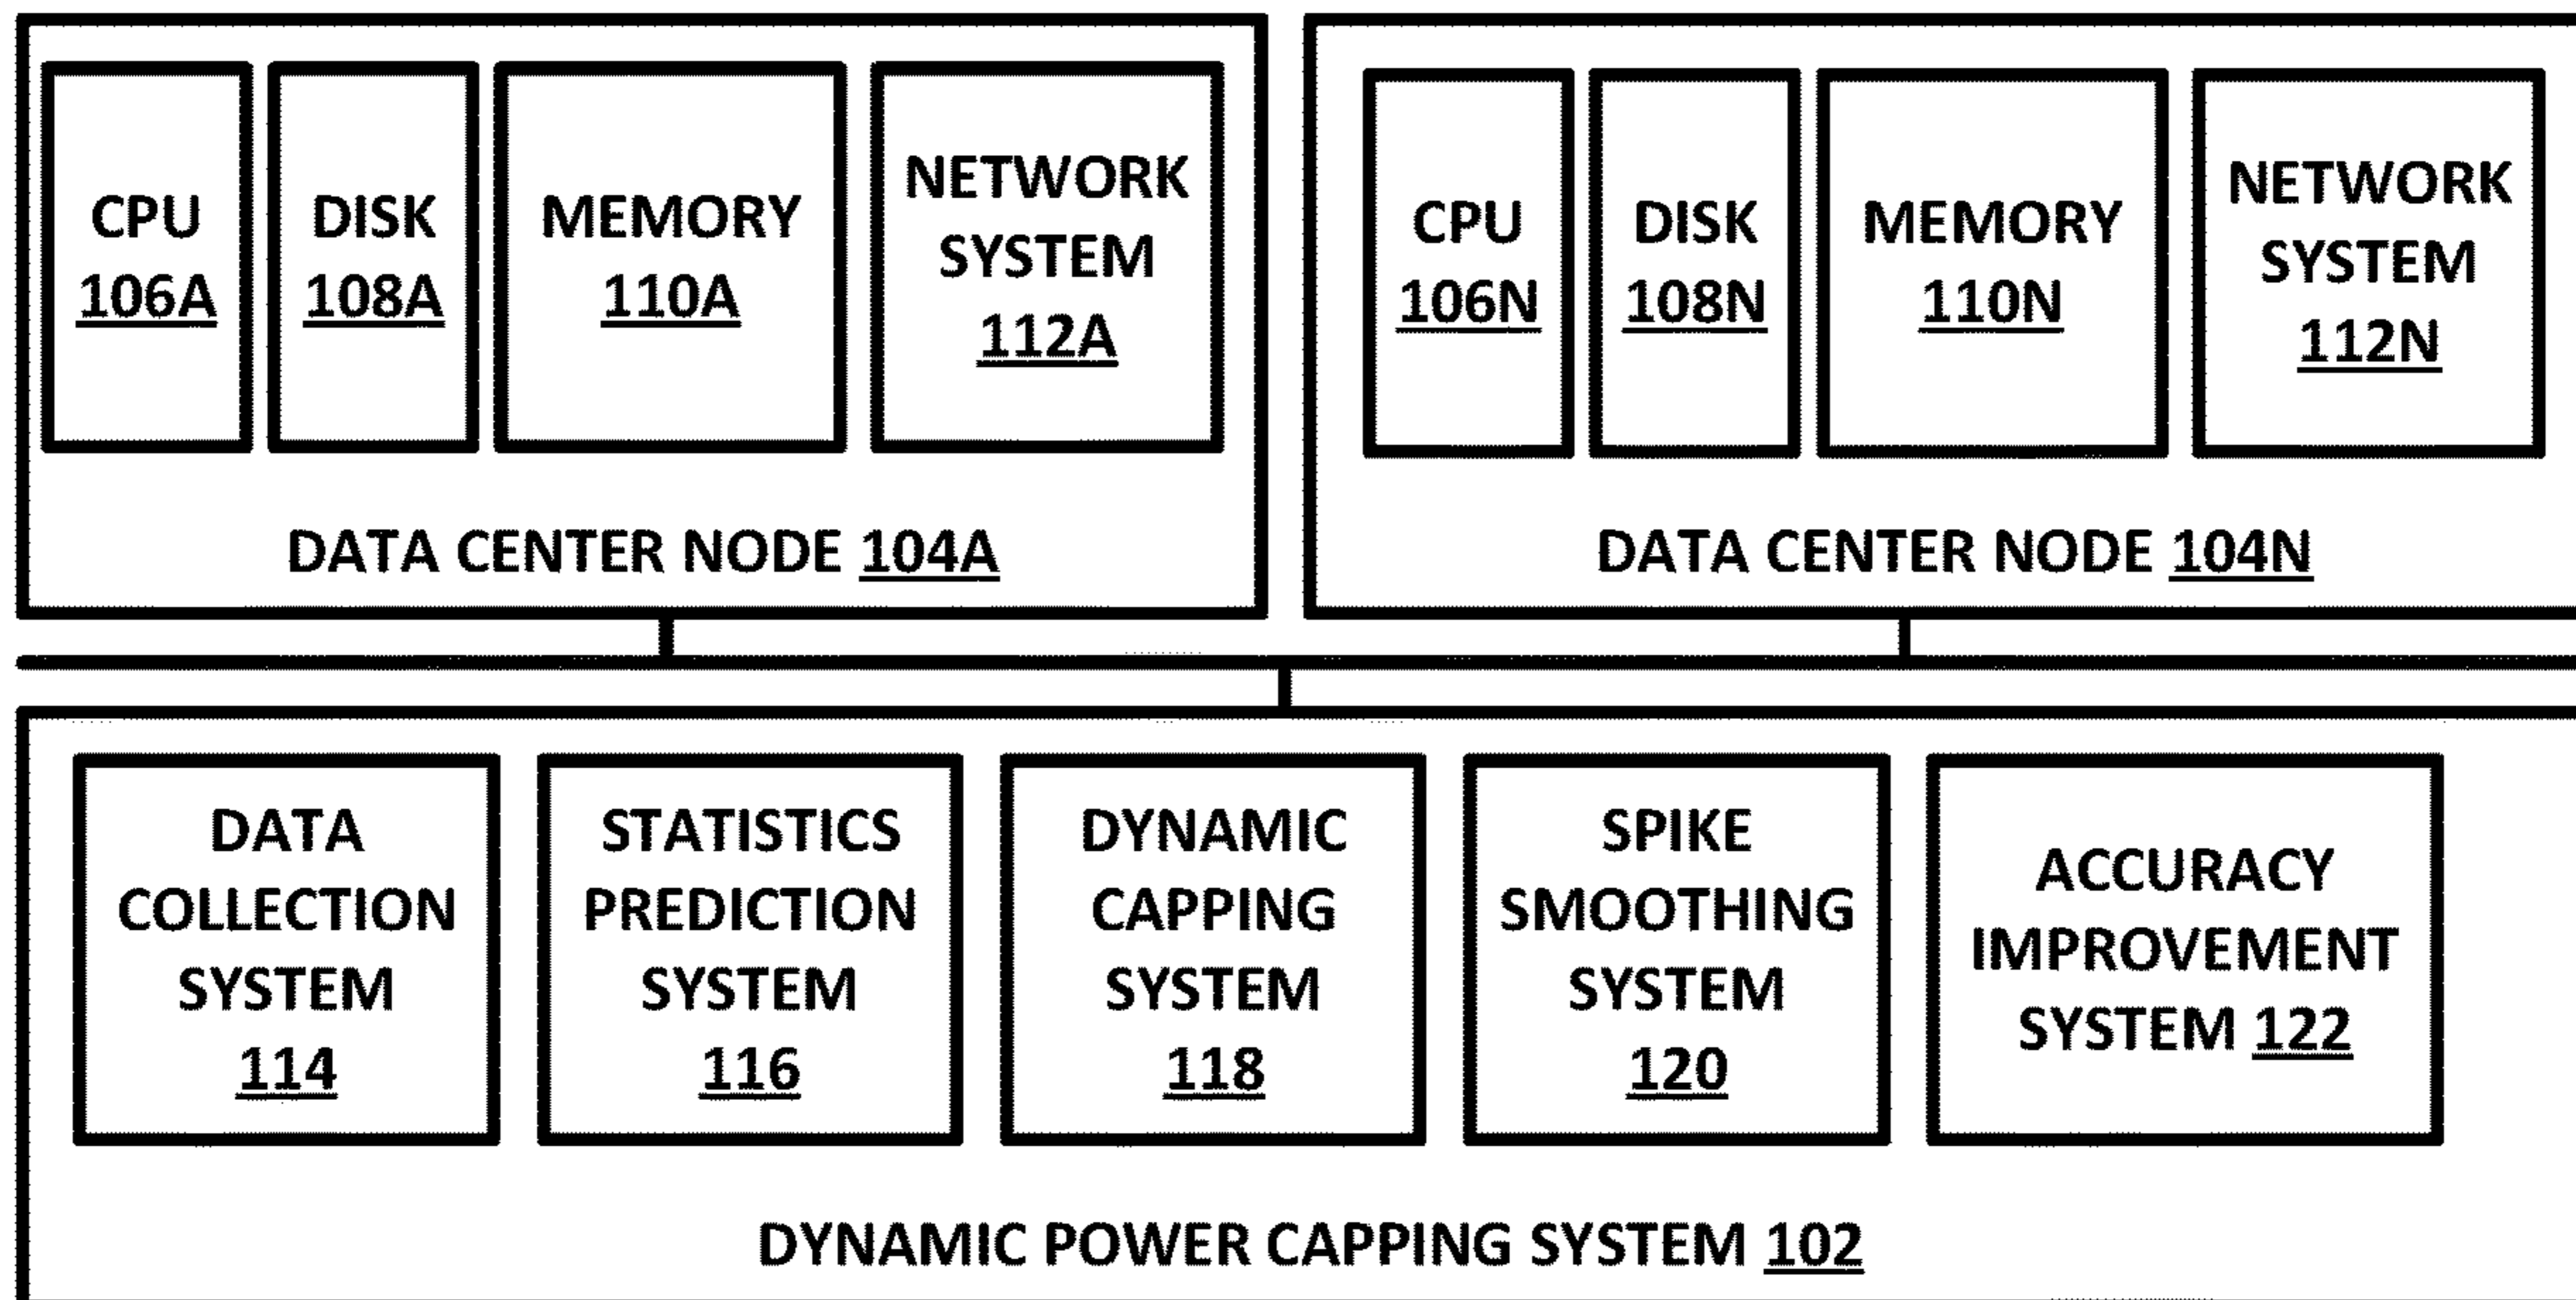 CPU
106A
DISK
108A
MEMORY
110A
NETWORK
SYSTEM
112A
DATA CENTER NODE 104A
CPU
106N
DISK
108N
MEMORY
110N
NETWORK
SYSTEM
112N
DATA CENTER NODE 104N
DATA
COLLECTION
SYSTEM
114
STATISTICS
PREDICTION
SYSTEM
116
DYNAMIC
CAPPING
SYSTEM
118
SPIKE
SMOOTHING
SYSTEM
120
ACCURACY
IMPROVEMENT
SYSTEM 122
DYNAMIC POWER CAPPING SYSTEM 102